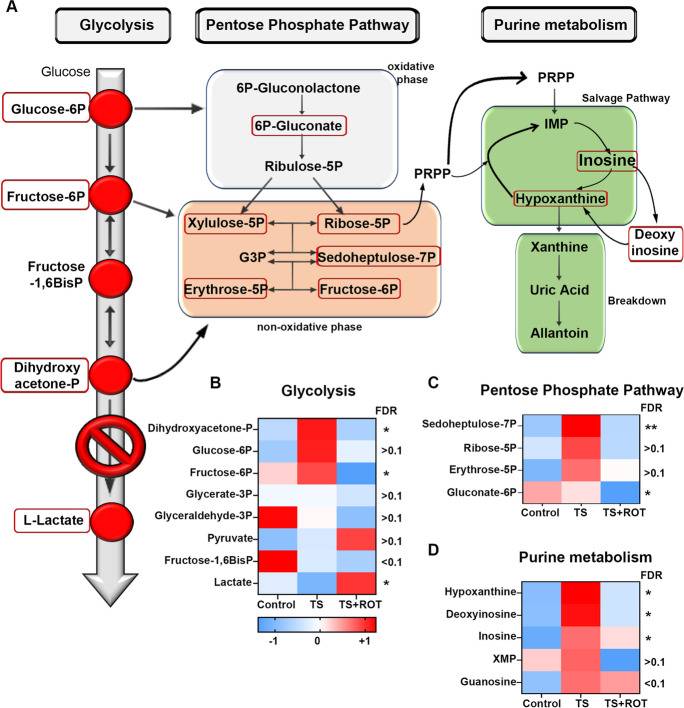 A
Glycolysis
Pentose Phosphate Pathway
Purine metabolism
Glucose
Glucose-6P
Fructose-6P
Fructose
-1,6BisP
Dihydroxy
acetone-P
L-Lactate
oxidative
phase
6P-Gluconolactone
6P-Gluconate
Ribulose-5P
Xylulose-5P
Ribose-5P
G3P
Sedoheptulose-7P
Erythrose-5P
Fructose-6P
non-oxidative phase
PRPP
PRPP
Salvage Pathway
IMP
Inosine
Hypoxanthine
Deoxy
inosine
Xanthine
Uric Acid
Breakdown
Allantoin
B
Glycolysis
FDR
Dihydroxyacetone-P *
Glucose-6P >0.1
Fructose-6P *
Glycerate-3P >0.1
Glyceraldehyde-3P >0.1
Pyruvate >0.1
Fructose-1,6BisP <0.1
Lactate *
Control TS TS+ROT
-1 0 +1
C
Pentose Phosphate Pathway
FDR
Sedoheptulose-7P **
Ribose-5P >0.1
Erythrose-5P >0.1
Gluconate-6P *
Control TS TS+ROT
D
Purine metabolism
FDR
Hypoxanthine *
Deoxyinosine *
Inosine *
XMP >0.1
Guanosine <0.1
Control TS TS+ROT